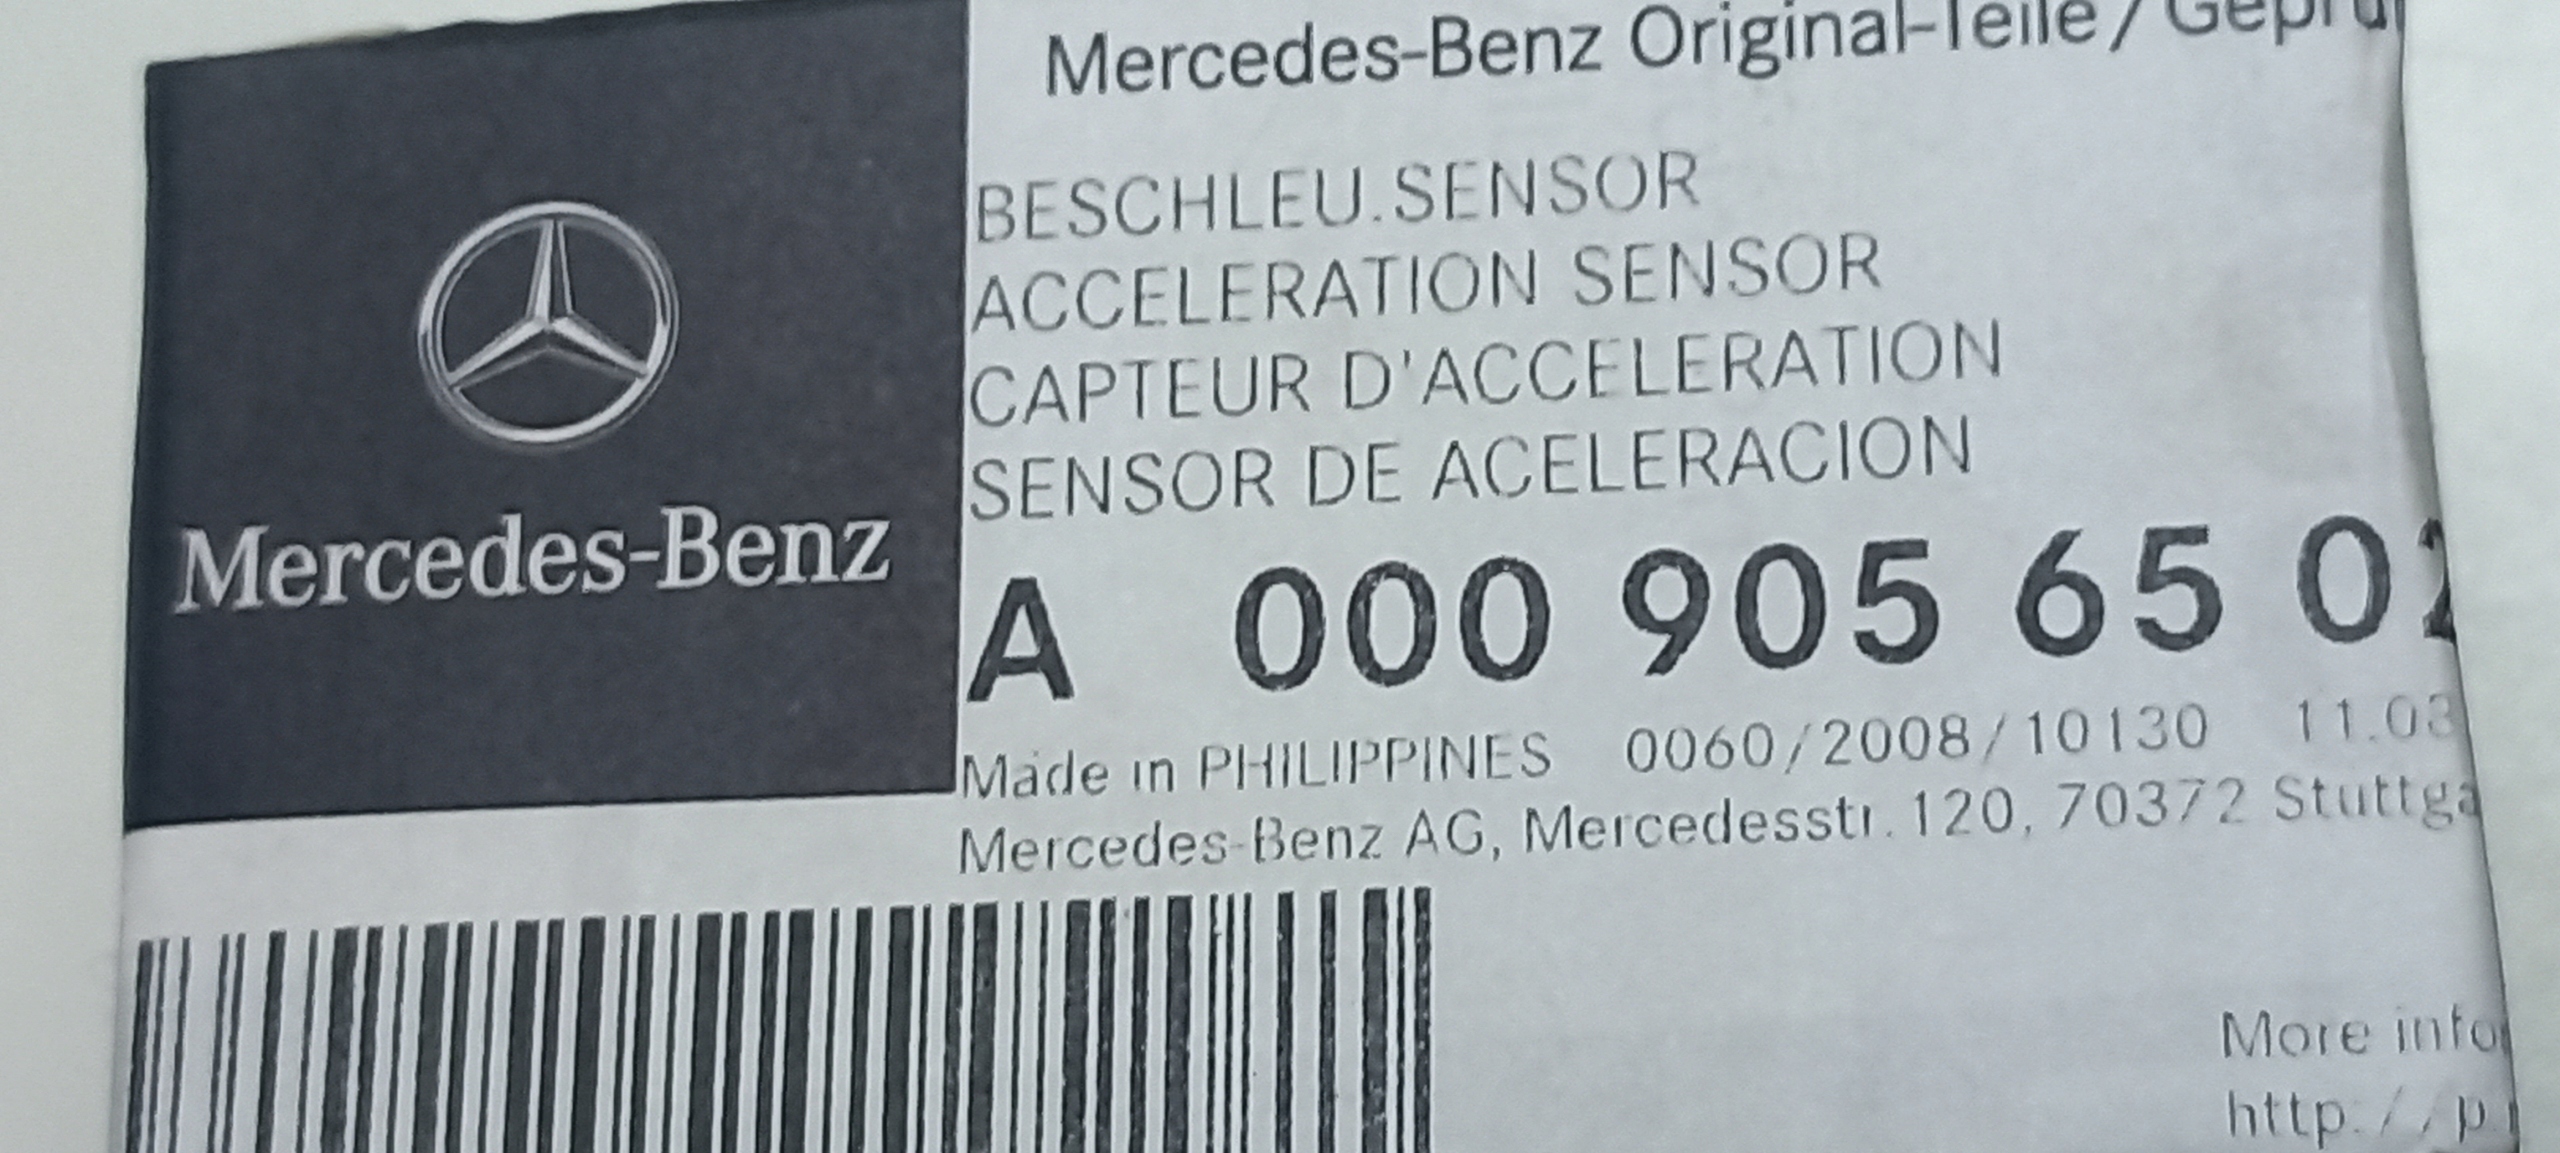 Mercedes-Benz Original-Teile /
BESCHLEU.SENSOR
ACCELERATION SENSOR
CAPTEUR D'ACCELERATION
SENSOR DE ACELERACION
Mercedes-Benz
A 000 905 65
Made in PHILIPPINES 0060/2008/10130
Mercedes-Benz AG, Mercedesstr. 120, 70372
More